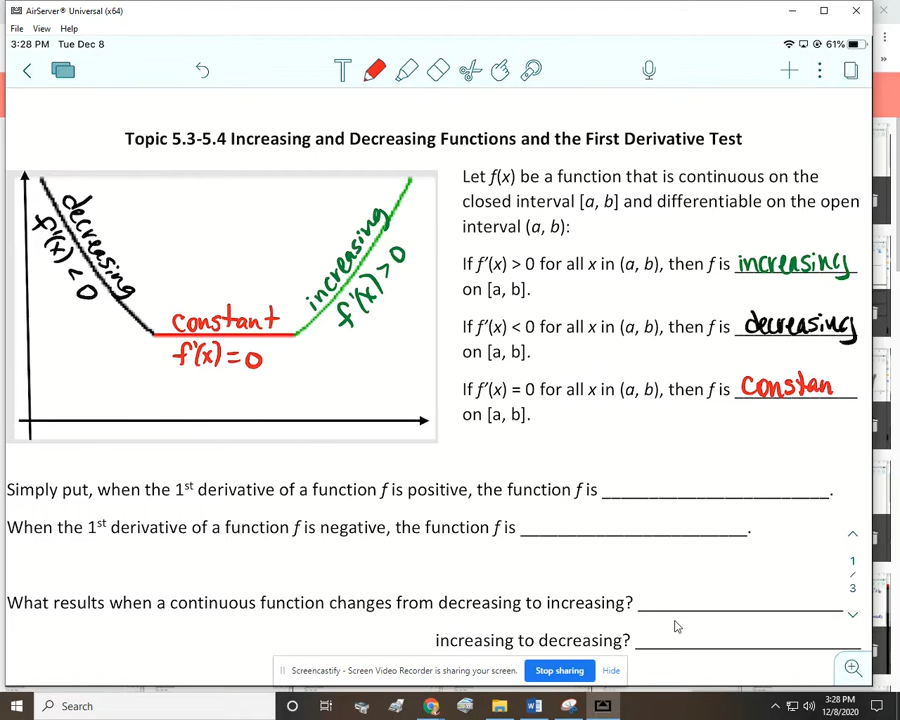 AirServer® Universal (x64)
File View Help
3:28 PM Tue Dec 8
61%
T
Topic 5.3-5.4 Increasing and Decreasing Functions and the First Derivative Test
decreasing
f'(x) < 0
constant
f'(x) = 0
increasing
f'(x) > 0
Let f(x) be a function that is continuous on the
closed interval [a, b] and differentiable on the open
interval (a, b):
If f′(x) > 0 for all x in (a, b), then f is increasing
on [a, b].
If f′(x) < 0 for all x in (a, b), then f is decreasing
on [a, b].
If f′(x) = 0 for all x in (a, b), then f is constan
on [a, b].
Simply put, when the 1st derivative of a function f is positive, the function f is ________________________.
When the 1st derivative of a function f is negative, the function f is ________________________.
1
/
3
What results when a continuous function changes from decreasing to increasing? ______________________
increasing to decreasing? ________________________
Screencastify - Screen Video Recorder is sharing your screen. Stop sharing Hide
Search
3:28 PM
12/8/2020